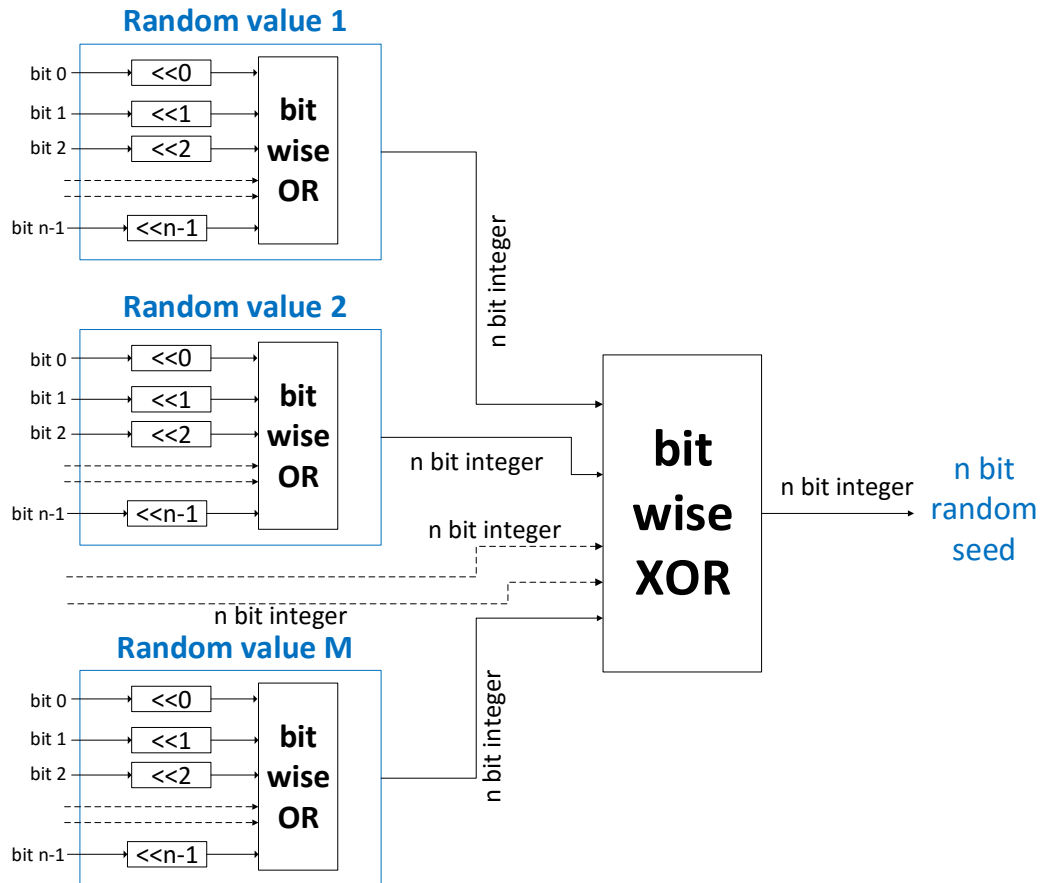 Random value 1
bit 0
<<0
bit 1
<<1
bit 2
<<2
bit n-1
<<n-1
bit
wise
OR
n bit integer
Random value 2
bit 0
<<0
bit 1
<<1
bit 2
<<2
bit n-1
<<n-1
bit
wise
OR
n bit integer
n bit integer
n bit integer
Random value M
bit 0
<<0
bit 1
<<1
bit 2
<<2
bit n-1
<<n-1
bit
wise
OR
n bit integer
bit
wise
XOR
n bit integer
n bit
random
seed